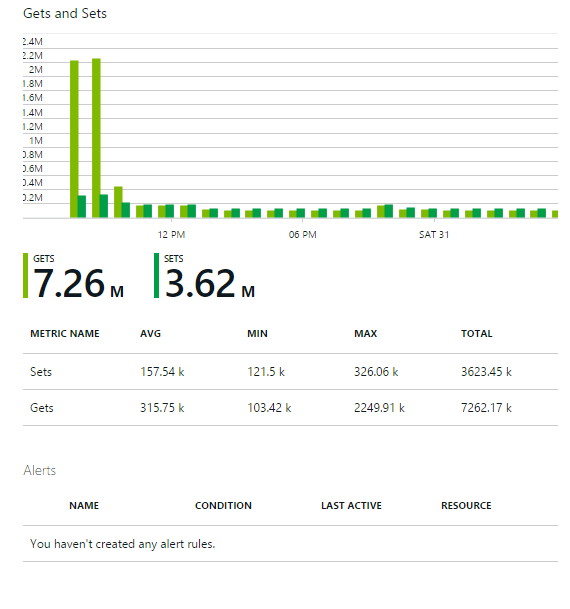 Gets and Sets
2.4M
2.2M
2M
1.8M
1.6M
1.4M
1.2M
1M
0.8M
0.6M
0.4M
0.2M
12 PM 06 PM SAT 31
GETS SETS
7.26 M 3.62 M
METRIC NAME AVG MIN MAX TOTAL
Sets 157.54 k 121.5 k 326.06 k 3623.45 k
Gets 315.75 k 103.42 k 2249.91 k 7262.17 k
Alerts
NAME CONDITION LAST ACTIVE RESOURCE
You haven't created any alert rules.